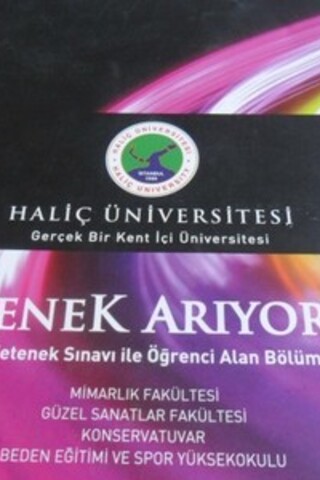 HALİÇ ÜNİVERSİTESİ
İSTANBUL
HALİÇ UNIVERSITY
HALİÇ ÜNİVERSİTESİ
Gerçek Bir Kent İçi Üniversitesi
ENEK ARIYOR
etenek Sınavı ile Öğrenci Alan Bölüm
MİMARLIK FAKÜLTESİ
GÜZEL SANATLAR FAKÜLTESİ
KONSERVATUVAR
BEDEN EĞİTİMİ VE SPOR YÜKSEKOKULU